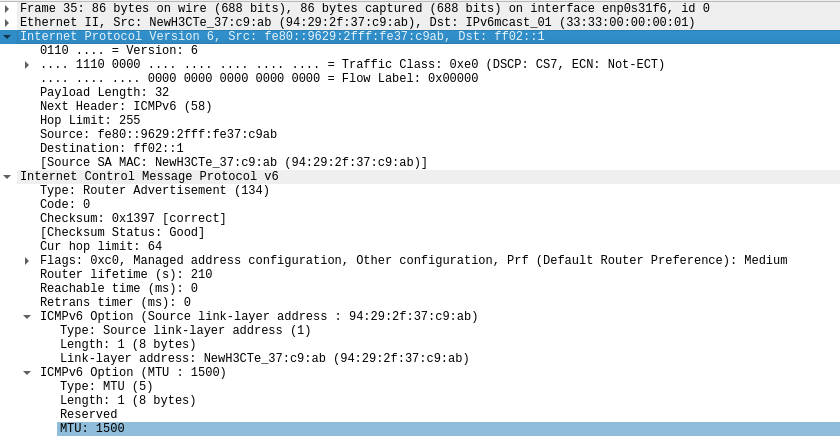 Frame 35: 86 bytes on wire (688 bits), 86 bytes captured (688 bits) on interface enp0s31f6, id 0
Ethernet II, Src: NewH3CTe_37:c9:ab (94:29:2f:37:c9:ab), Dst: IPv6mcast_01 (33:33:00:00:00:01)
Internet Protocol Version 6, Src: fe80::9629:2fff:fe37:c9ab, Dst: ff02::1
0110 .... = Version: 6
.... 1110 0000 .... .... .... .... .... = Traffic Class: 0xe0 (DSCP: CS7, ECN: Not-ECT)
.... .... .... 0000 0000 0000 0000 0000 = Flow Label: 0x00000
Payload Length: 32
Next Header: ICMPv6 (58)
Hop Limit: 255
Source: fe80::9629:2fff:fe37:c9ab
Destination: ff02::1
[Source SA MAC: NewH3CTe_37:c9:ab (94:29:2f:37:c9:ab)]
Internet Control Message Protocol v6
Type: Router Advertisement (134)
Code: 0
Checksum: 0x1397 [correct]
[Checksum Status: Good]
Cur hop limit: 64
Flags: 0xc0, Managed address configuration, Other configuration, Prf (Default Router Preference): Medium
Router lifetime (s): 210
Reachable time (ms): 0
Retrans timer (ms): 0
ICMPv6 Option (Source link-layer address : 94:29:2f:37:c9:ab)
Type: Source link-layer address (1)
Length: 1 (8 bytes)
Link-layer address: NewH3CTe_37:c9:ab (94:29:2f:37:c9:ab)
ICMPv6 Option (MTU : 1500)
Type: MTU (5)
Length: 1 (8 bytes)
Reserved
MTU: 1500